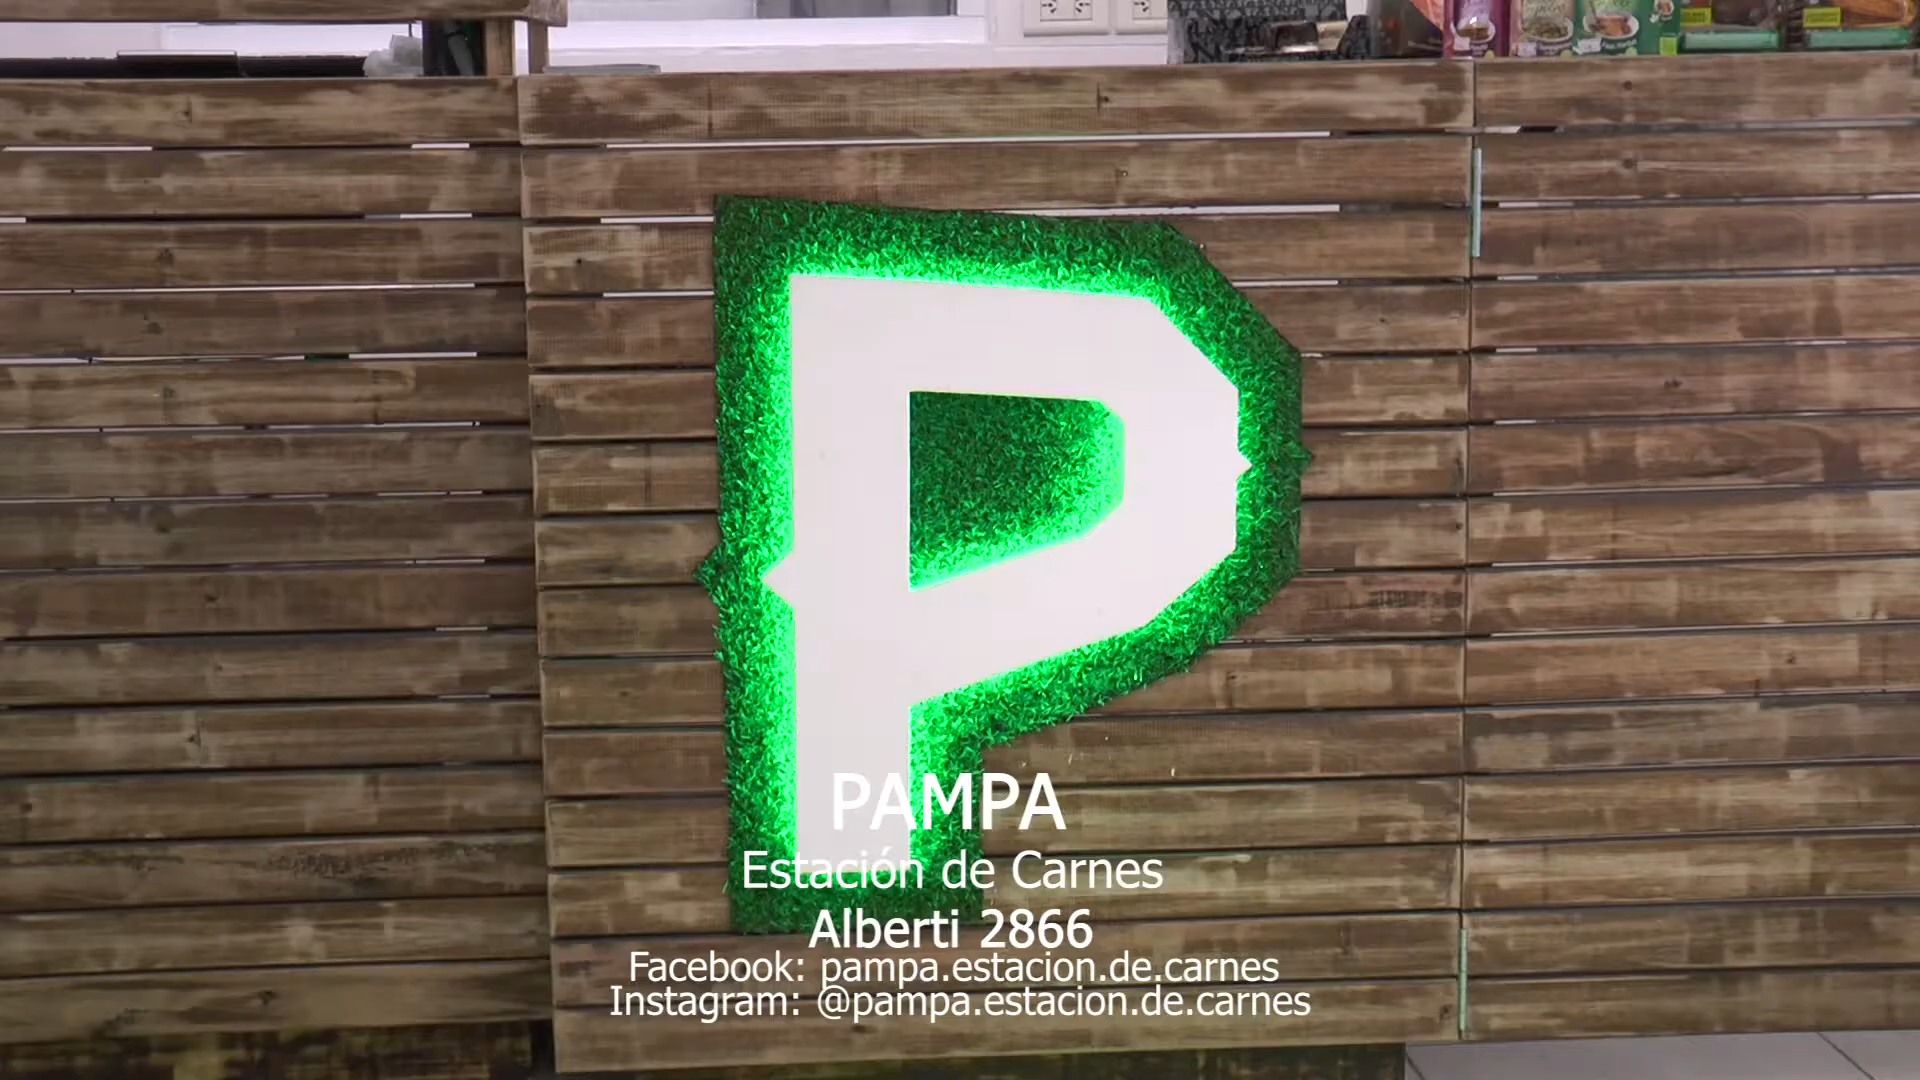 P
PAMPA
Estación de Carnes
Alberti 2866
Facebook: pampa.estacion.de.carnes
Instagram: @pampa.estacion.de.carnes